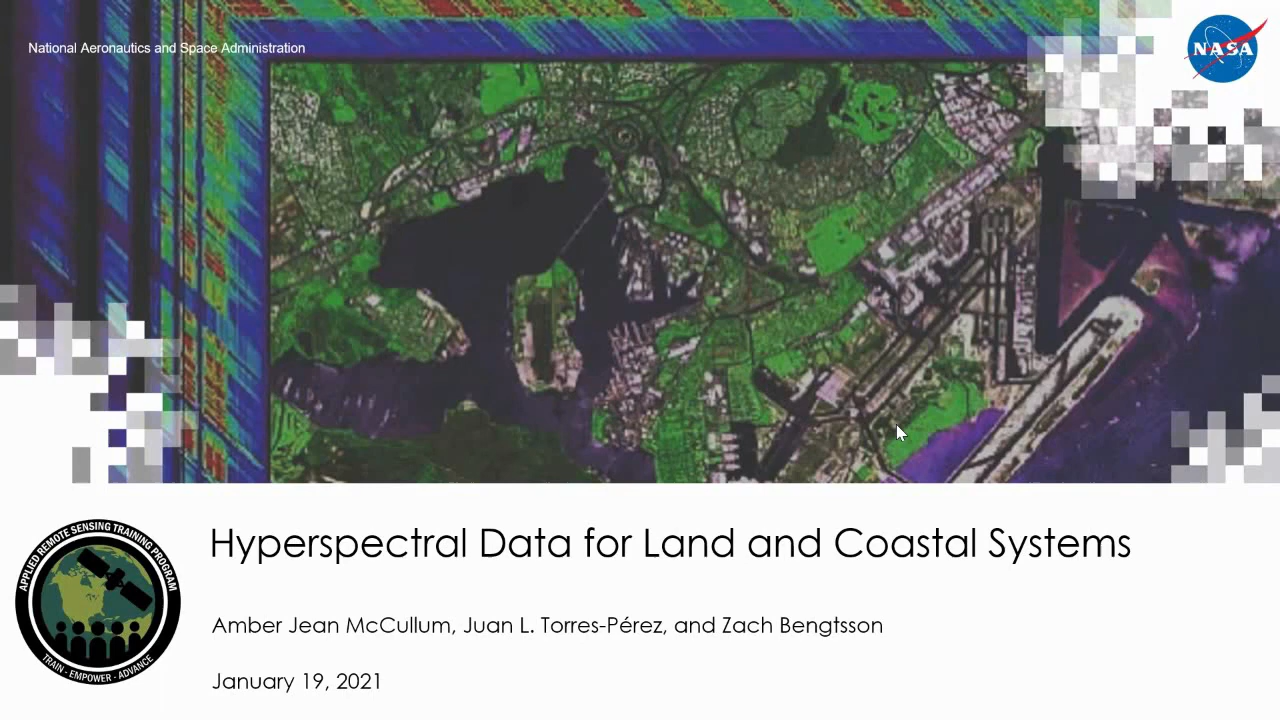 National Aeronautics and Space Administration
NASA
Hyperspectral Data for Land and Coastal Systems
APPLIED REMOTE SENSING TRAINING PROGRAM
TRAIN - EMPOWER - ADVANCE
Amber Jean McCullum, Juan L. Torres-Pérez, and Zach Bengtsson
January 19, 2021